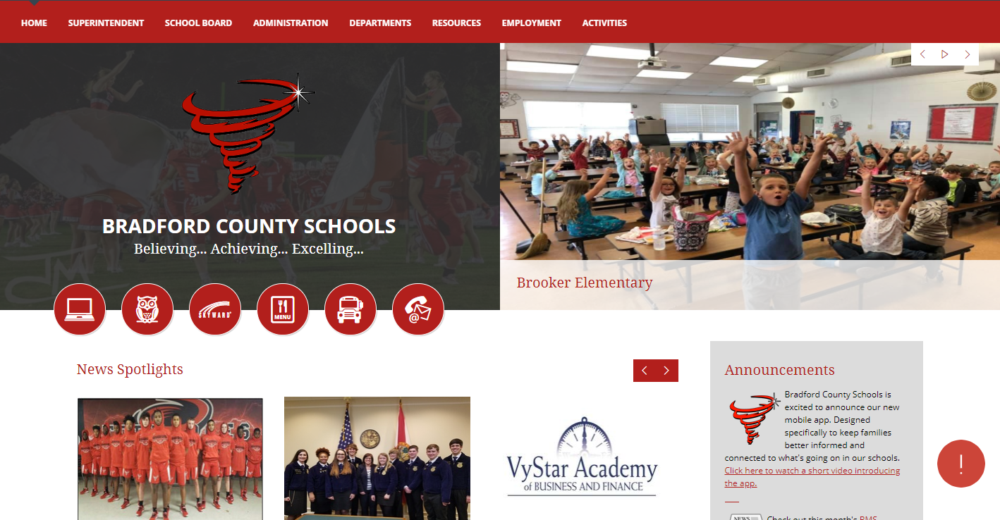 HOME SUPERINTENDENT SCHOOL BOARD ADMINISTRATION DEPARTMENTS RESOURCES EMPLOYMENT ACTIVITIES
BRADFORD COUNTY SCHOOLS
Believing... Achieving... Excelling...
Brooker Elementary
SKYWARD
MENU
@
News Spotlights
VyStar Academy
of BUSINESS AND FINANCE
Announcements
Bradford County Schools is
excited to announce our new
mobile app. Designed
specifically to keep families
better informed and
connected to what's going on in our schools.
Click here to watch a short video introducing
the app.
NEWS
Check out this month's BMS
!